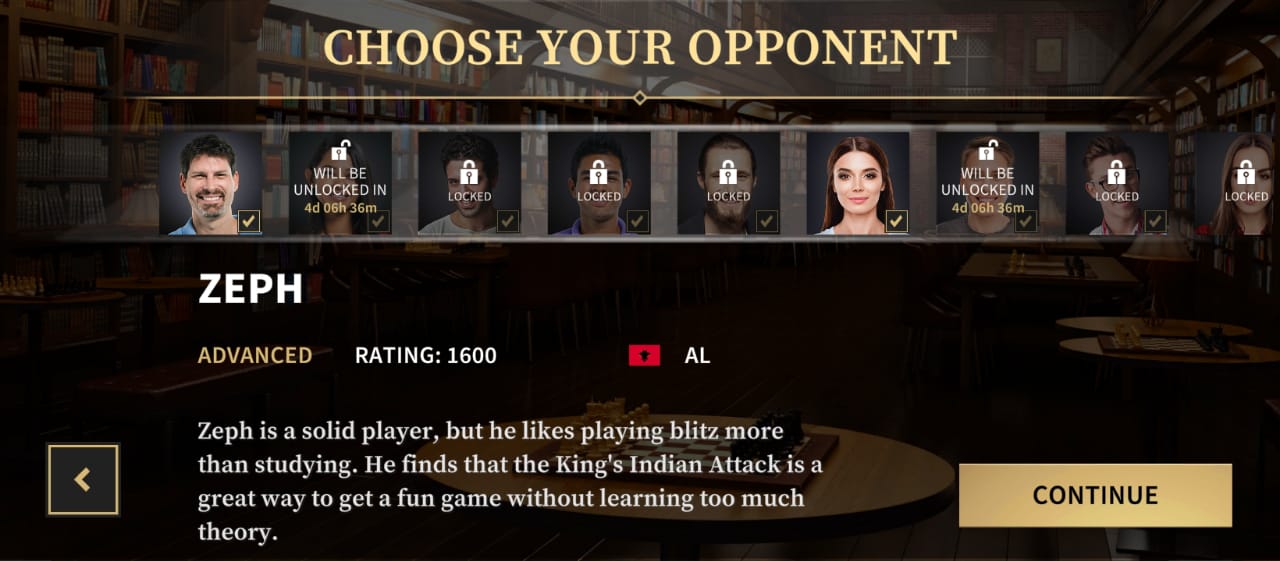 CHOOSE YOUR OPPONENT
WILL BE
UNLOCKED IN
4d 06h 36m
LOCKED
LOCKED
LOCKED
WILL BE
UNLOCKED IN
4d 06h 36m
LOCKED
LOCKED
ZEPH
ADVANCED RATING: 1600 AL
Zeph is a solid player, but he likes playing blitz more
than studying. He finds that the King's Indian Attack is a
great way to get a fun game without learning too much
theory.
CONTINUE